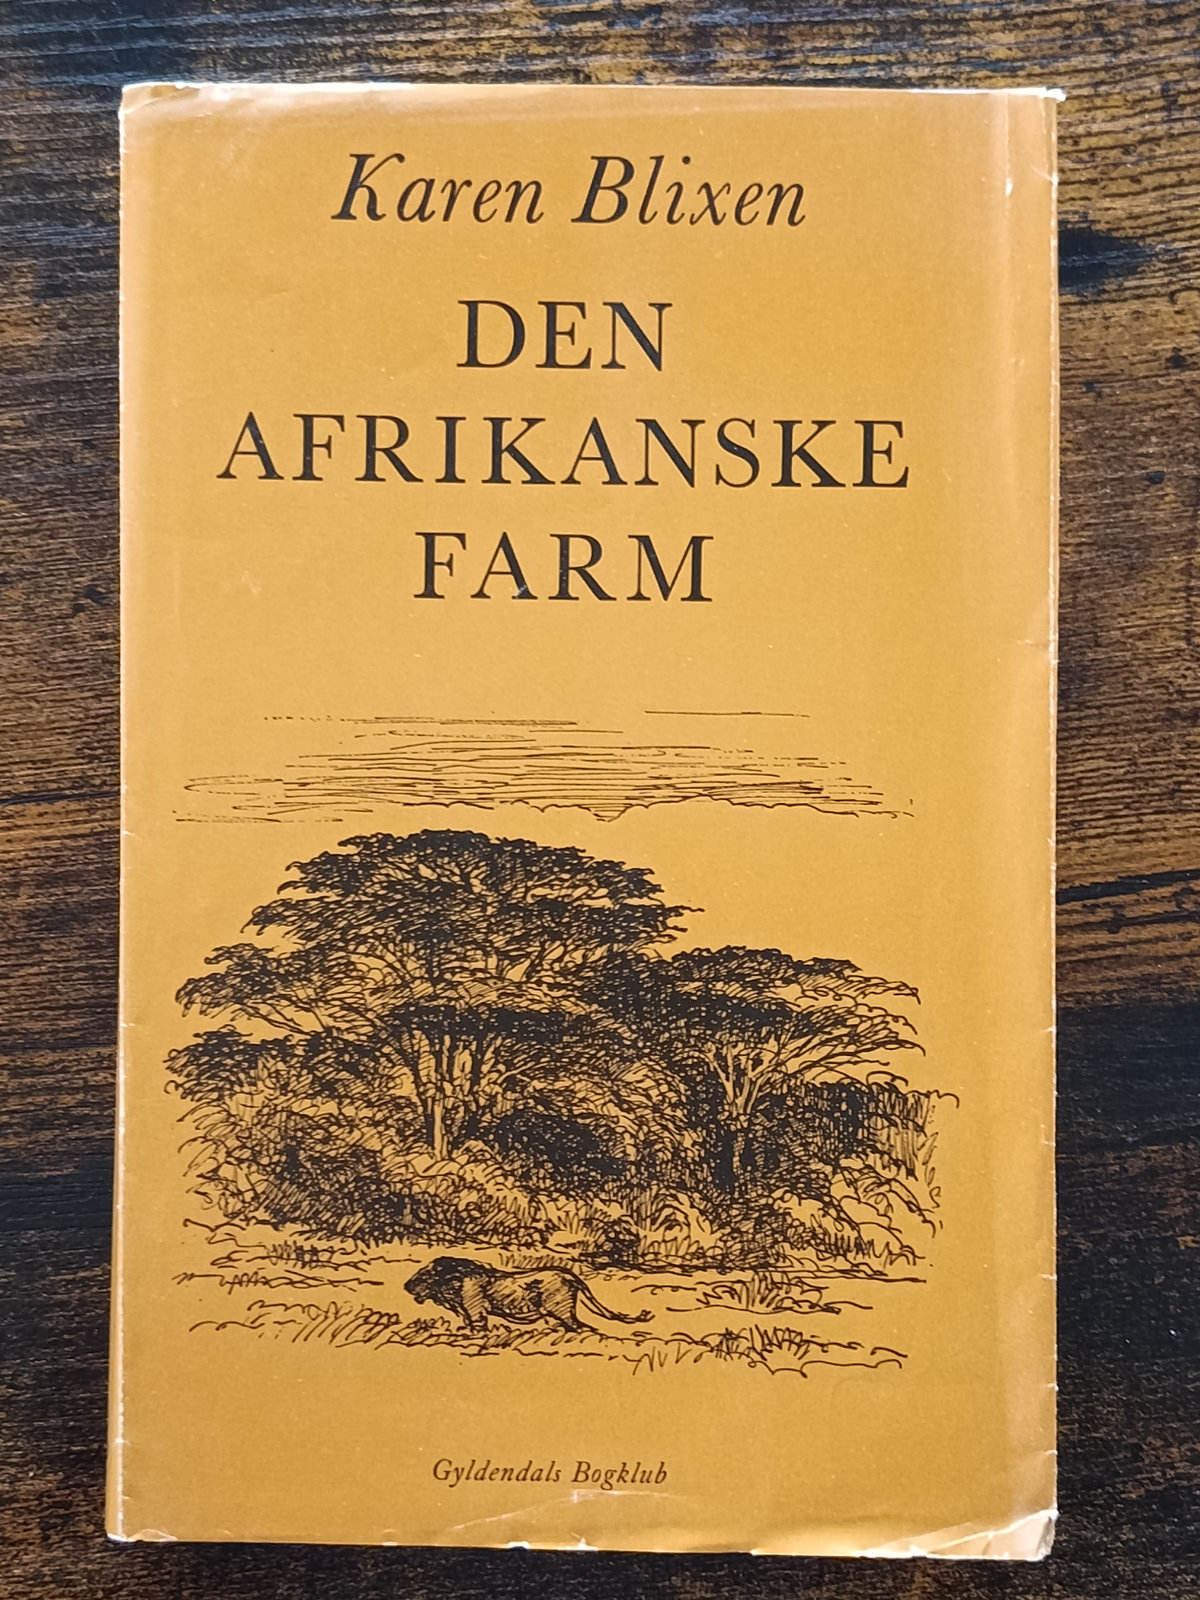 Karen Blixen
DEN
AFRIKANSKE
FARM
Gyldendals Bogklub